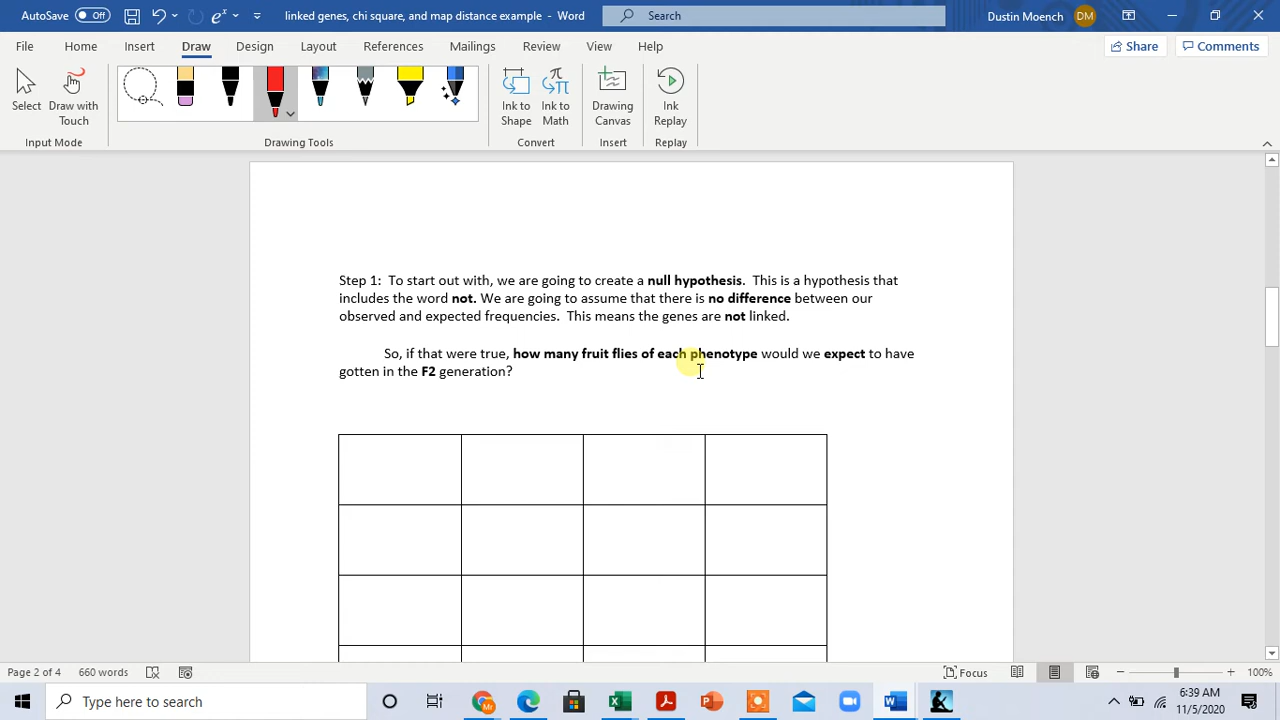 AutoSave
Off
linked genes, chi square, and map distance example - Word
Search
Dustin Moench
DM
File
Home
Insert
Draw
Design
Layout
References
Mailings
Review
View
Help
Share
Comments
Select
Draw with
Touch
Ink to
Shape
Ink to
Math
Drawing
Canvas
Ink
Replay
Input Mode
Drawing Tools
Convert
Insert
Replay
Step 1: To start out with, we are going to create a null hypothesis. This is a hypothesis that
includes the word not. We are going to assume that there is no difference between our
observed and expected frequencies. This means the genes are not linked.
So, if that were true, how many fruit flies of each phenotype would we expect to have
gotten in the F2 generation?
Page 2 of 4
660 words
Focus
100%
Type here to search
6:39 AM
11/5/2020